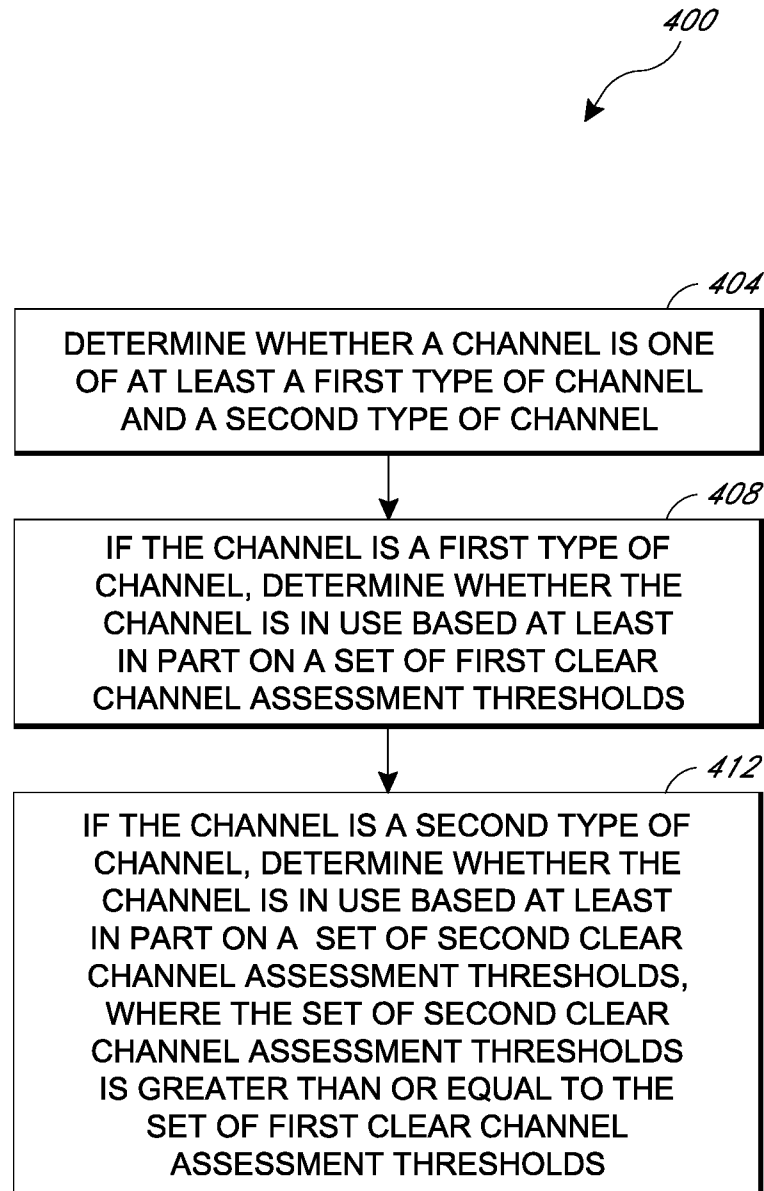 400
404
DETERMINE WHETHER A CHANNEL IS ONE
OF AT LEAST A FIRST TYPE OF CHANNEL
AND A SECOND TYPE OF CHANNEL
408
IF THE CHANNEL IS A FIRST TYPE OF
CHANNEL, DETERMINE WHETHER THE
CHANNEL IS IN USE BASED AT LEAST
IN PART ON A SET OF FIRST CLEAR
CHANNEL ASSESSMENT THRESHOLDS
412
IF THE CHANNEL IS A SECOND TYPE OF
CHANNEL, DETERMINE WHETHER THE
CHANNEL IS IN USE BASED AT LEAST
IN PART ON A SET OF SECOND CLEAR
CHANNEL ASSESSMENT THRESHOLDS,
WHERE THE SET OF SECOND CLEAR
CHANNEL ASSESSMENT THRESHOLDS
IS GREATER THAN OR EQUAL TO THE
SET OF FIRST CLEAR CHANNEL
ASSESSMENT THRESHOLDS